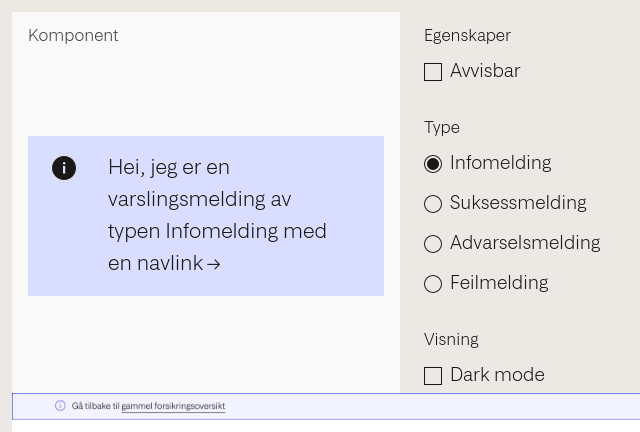 Komponent
Hei, jeg er en
varslingsmelding av
typen Infomelding med
en navlink →
Egenskaper
Avvisbar
Type
Infomelding
Suksessmelding
Advarselsmelding
Feilmelding
Visning
Dark mode
Gå tilbake til gammel forsikringsoversikt